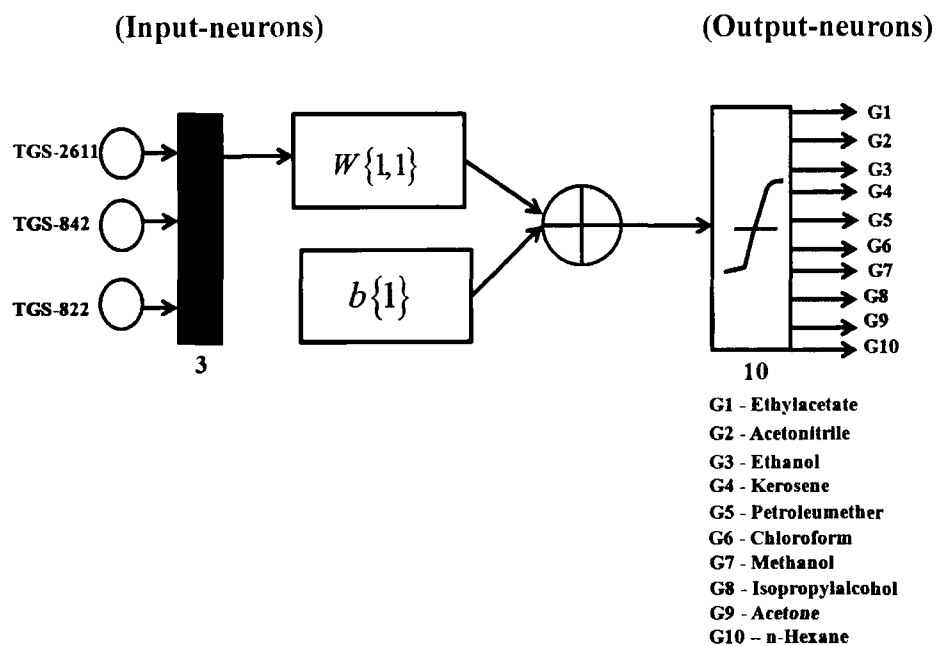 (Input-neurons)
(Output-neurons)
TGS-2611
TGS-842
TGS-822
3
W{1,1}
b{1}
G1
G2
G3
G4
G5
G6
G7
G8
G9
G10
10
G1 - Ethylacetate
G2 - Acetonitrile
G3 - Ethanol
G4 - Kerosene
G5 - Petroleumether
G6 - Chloroform
G7 - Methanol
G8 - Isopropylalcohol
G9 - Acetone
G10 – n-Hexane